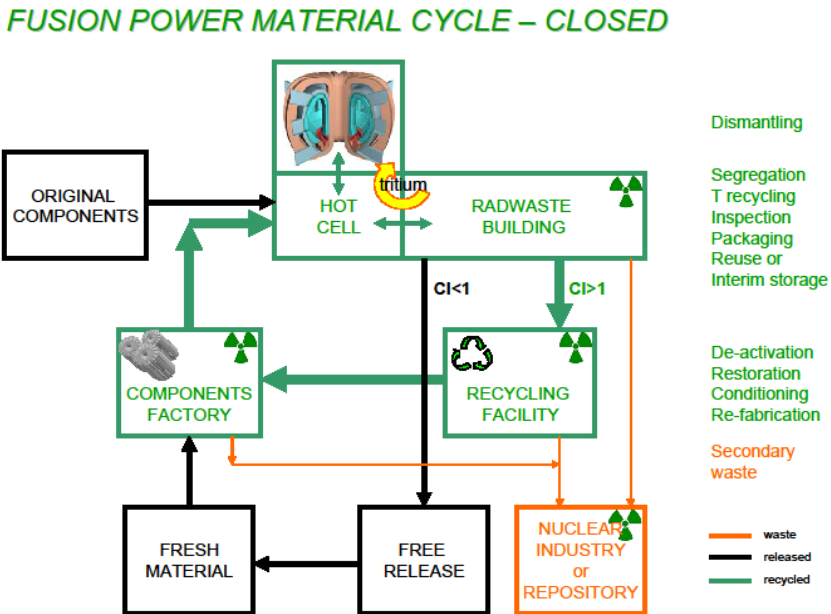 FUSION POWER MATERIAL CYCLE – CLOSED
Dismantling
tritium
ORIGINAL
COMPONENTS
HOT
CELL
RADWASTE
BUILDING
Segregation
T recycling
Inspection
Packaging
Reuse or
Interim storage
CI<1
CI>1
COMPONENTS
FACTORY
RECYCLING
FACILITY
De-activation
Restoration
Conditioning
Re-fabrication
Secondary
waste
FRESH
MATERIAL
FREE
RELEASE
NUCLEAR
INDUSTRY
or
REPOSITORY
waste
released
recycled